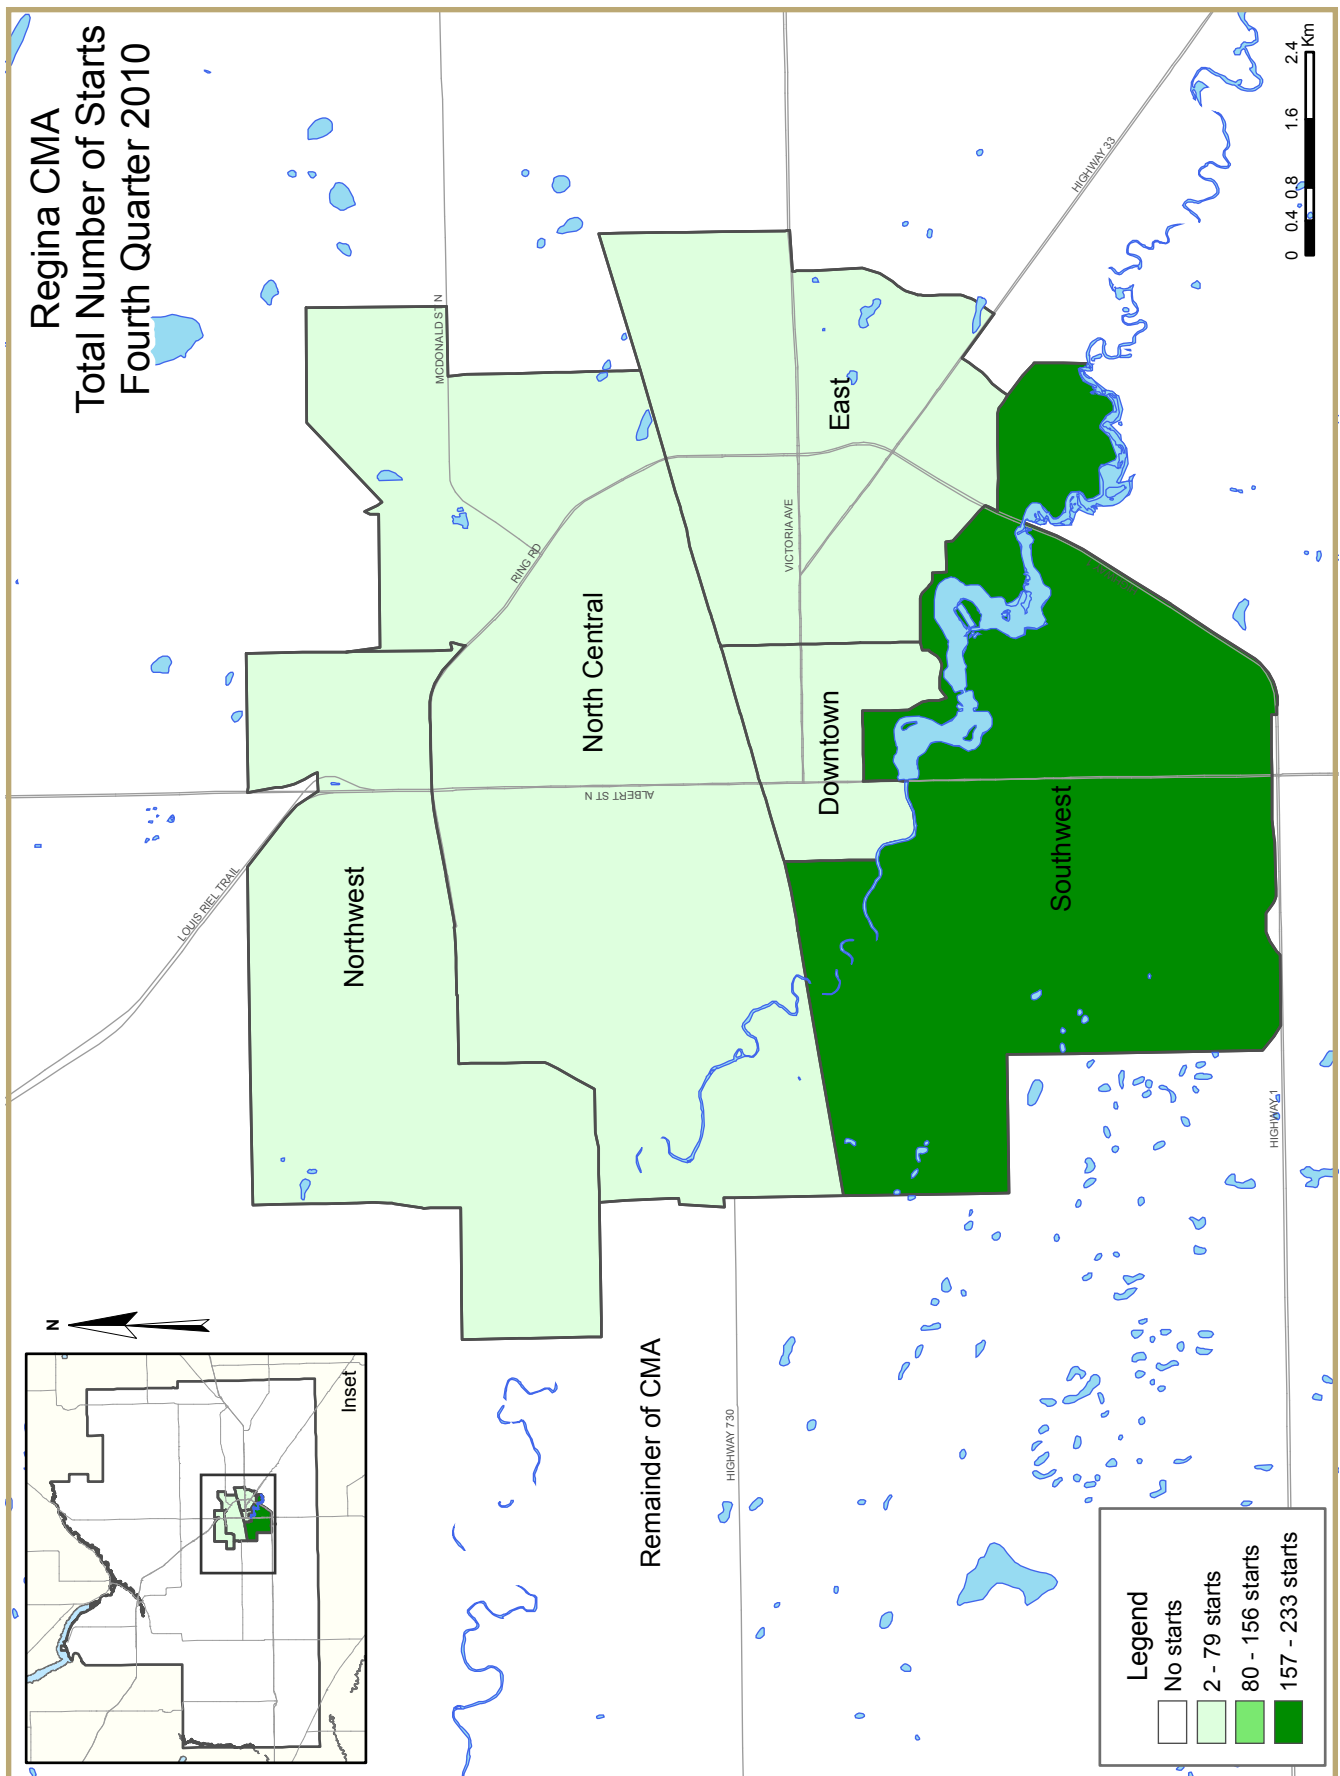 Regina CMA
Total Number of Starts
Fourth Quarter 2010
N
Inset
LOUIS RIEL TRAIL
MCDONALD ST N
Northwest
RING RD
North Central
ALBERT ST N
Remainder of CMA
HIGHWAY 730
VICTORIA AVE
Downtown
East
HIGHWAY 33
Southwest
HIGHWAY 1
Legend
No starts
2 - 79 starts
80 - 156 starts
157 - 233 starts
0 0.4 0.8 1.6 2.4
Km